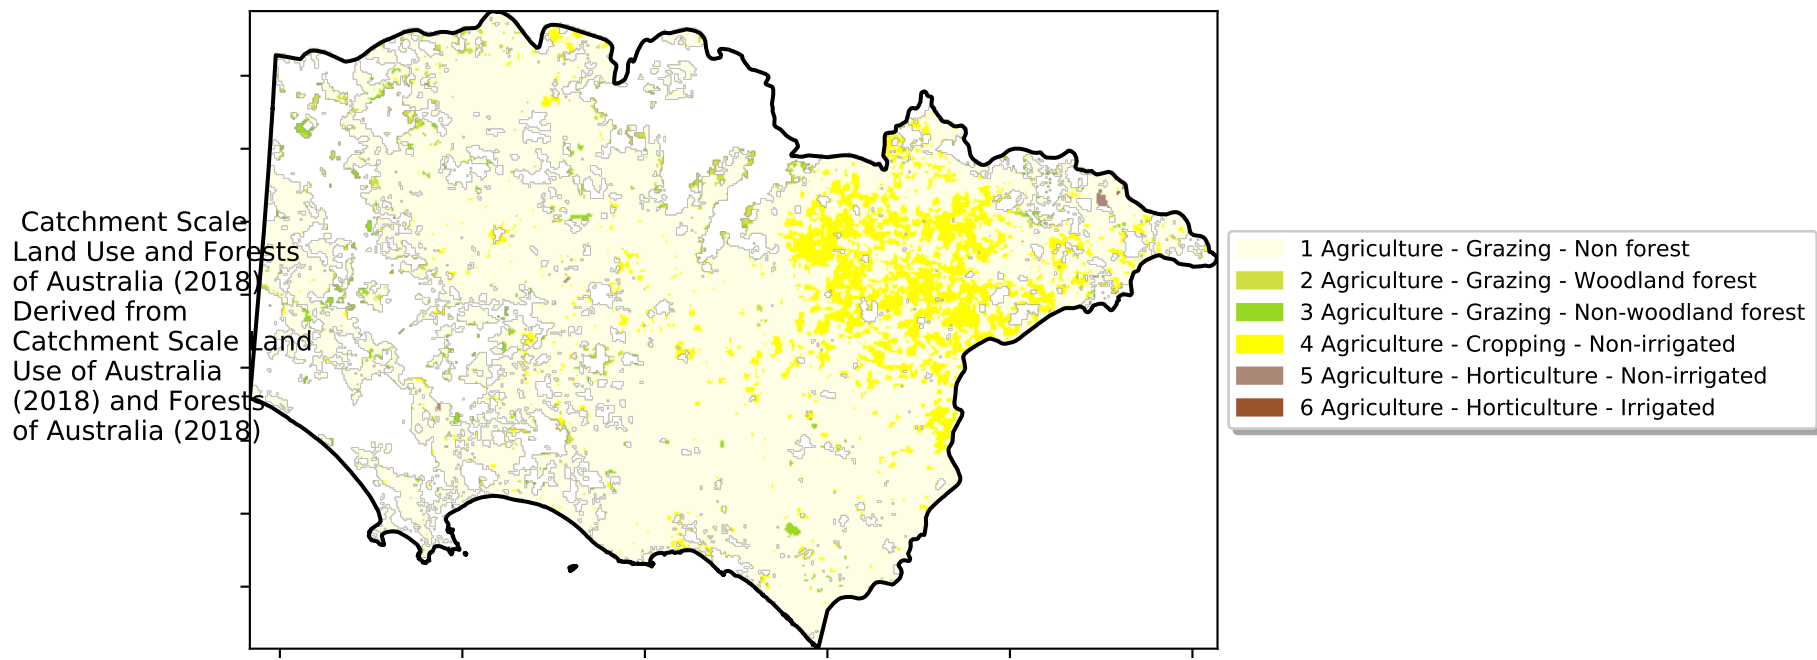 Catchment Scale
Land Use and Forests
of Australia (2018)
Derived from
Catchment Scale Land
Use of Australia
(2018) and Forests
of Australia (2018)
1 Agriculture - Grazing - Non forest
2 Agriculture - Grazing - Woodland forest
3 Agriculture - Grazing - Non-woodland forest
4 Agriculture - Cropping - Non-irrigated
5 Agriculture - Horticulture - Non-irrigated
6 Agriculture - Horticulture - Irrigated